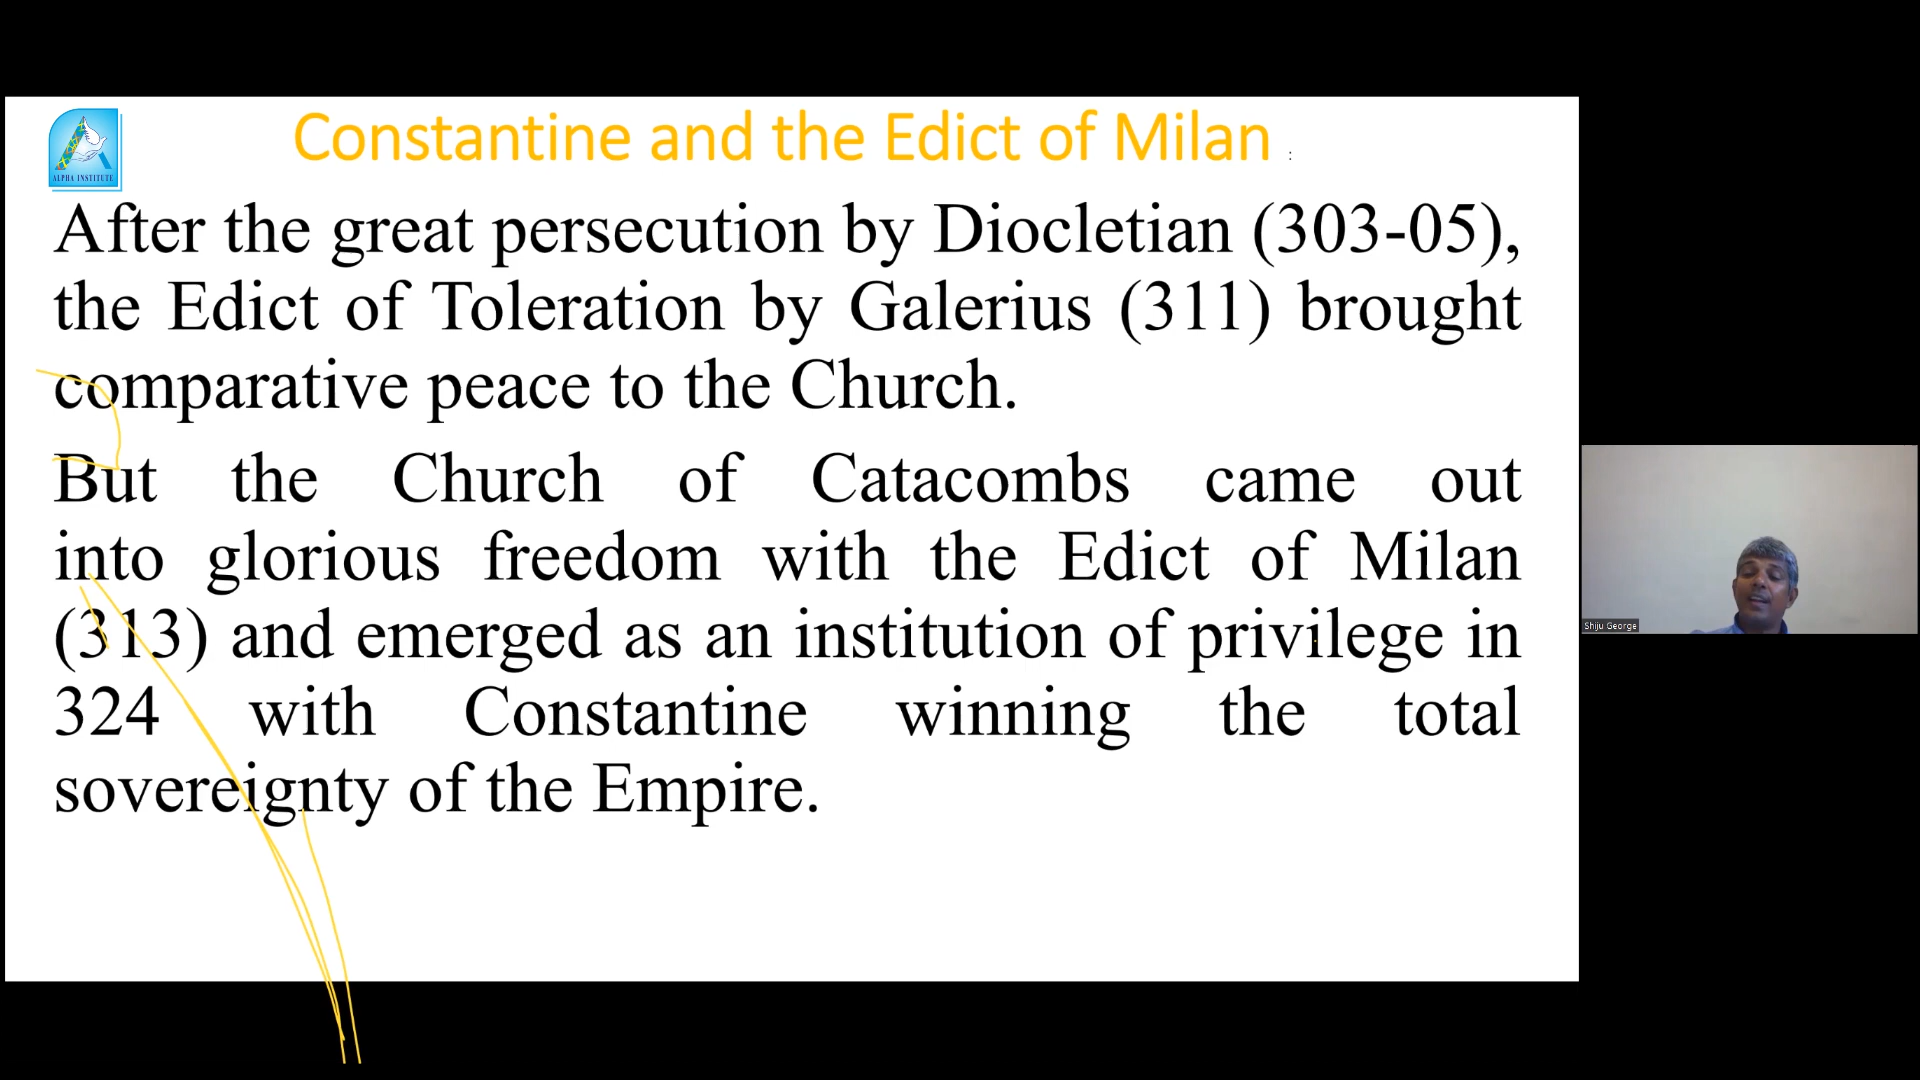 Constantine and the Edict of Milan :
ALPHA INSTITUTE
After the great persecution by Diocletian (303-05),
the Edict of Toleration by Galerius (311) brought
comparative peace to the Church.
But the Church of Catacombs came out
into glorious freedom with the Edict of Milan
(313) and emerged as an institution of privilege in
324 with Constantine winning the total
sovereignty of the Empire.
Shiju George